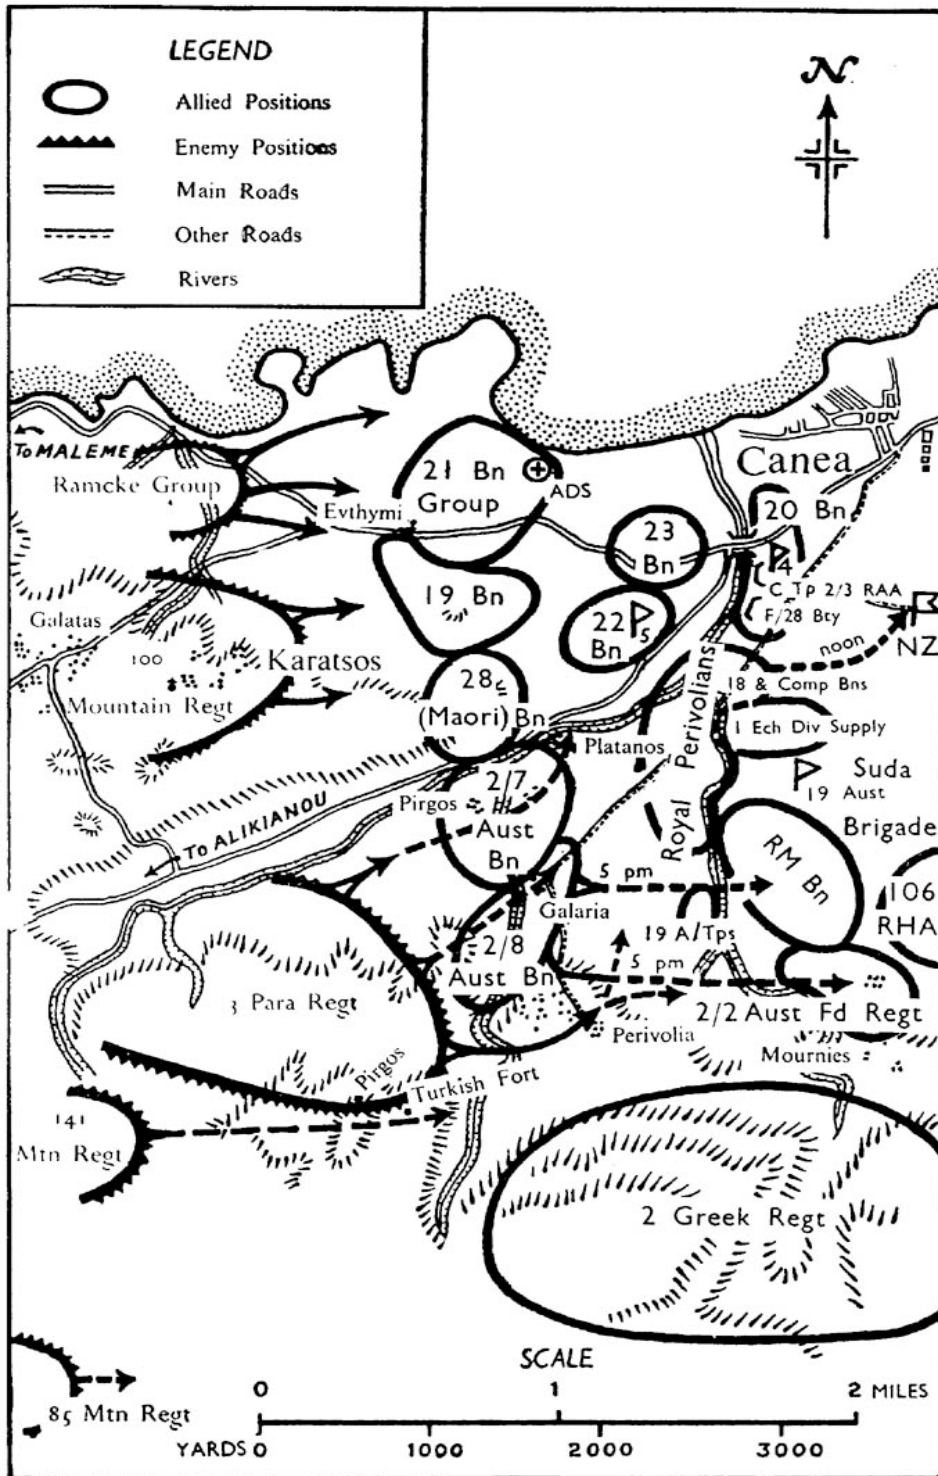 LEGEND
Allied Positions
Enemy Positions
Main Roads
Other Roads
Rivers
N
To MALEME
Ramcke Group
21 Bn
Group
ADS
Evthymi
Canea
20 Bn
23
Bn
4
C Tp 2/3 RAA
F/28 Bty
19 Bn
22
Bn
5
NZ
noon
Galatas
100
Karatsos
Mountain Regt
28
(Maori) Bn
18 & Comp Bns
1 Ech Div Supply
Platanos
Royal Perivolians
Suda
19 Aust
Brigade
Pirgos
2/7
Aust
Bn
To ALIKIANOU
RM Bn
5 pm
Galaria
106
RHA
19 A/Tps
2/8
Aust Bn
5 pm
3 Para Regt
2/2 Aust Fd Regt
Perivolia
Mournies
Pirgos
Turkish Fort
141
Mtn Regt
2 Greek Regt
85 Mtn Regt
SCALE
0 1 2 MILES
YARDS 0 1000 2000 3000